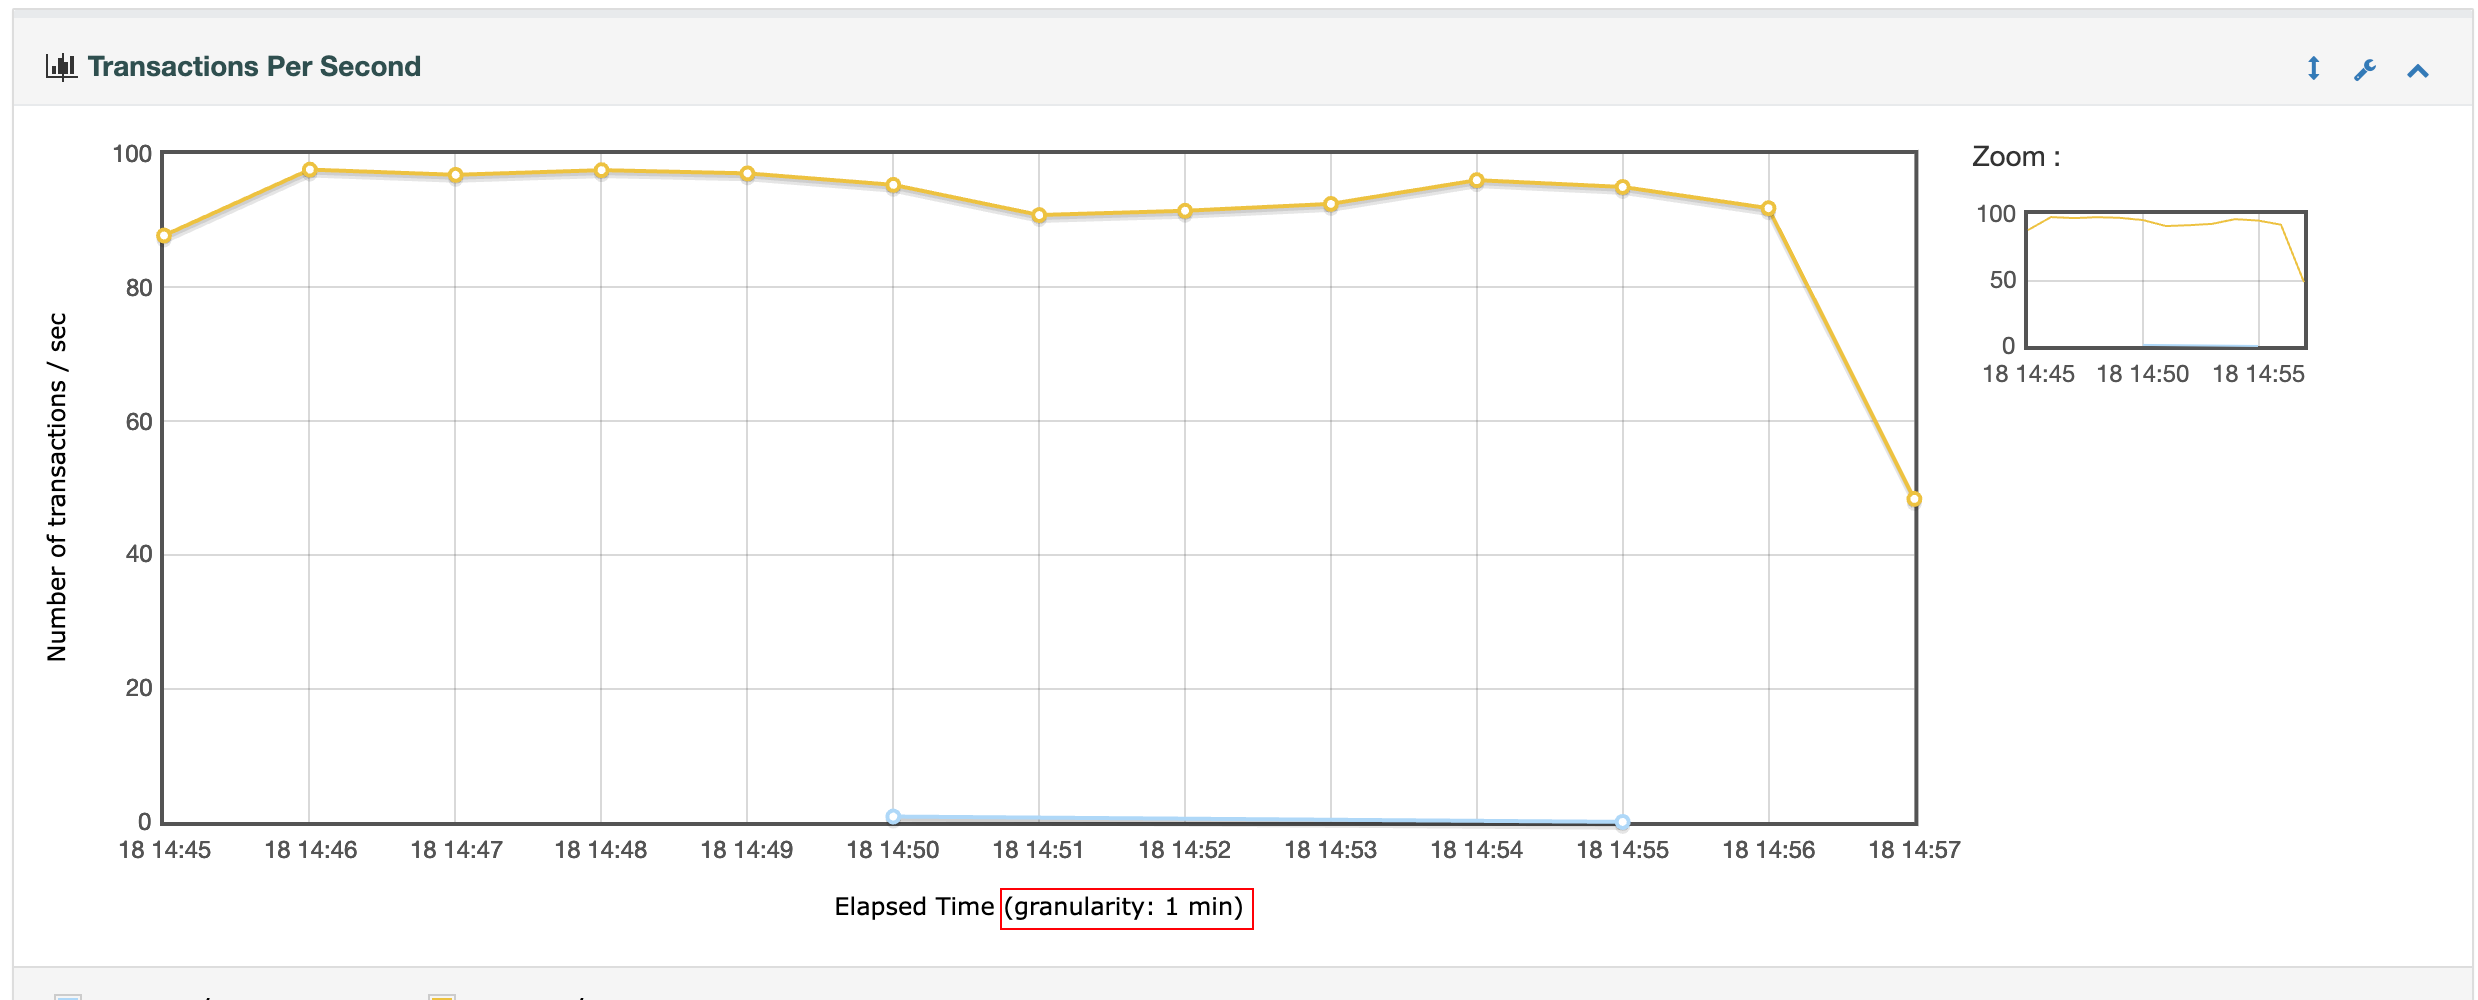 Transactions Per Second
100
80
60
40
20
0
Number of transactions / sec
18 14:45 18 14:46 18 14:47 18 14:48 18 14:49 18 14:50 18 14:51 18 14:52 18 14:53 18 14:54 18 14:55 18 14:56 18 14:57
Elapsed Time (granularity: 1 min)
Zoom :
100
50
0
18 14:45 18 14:50 18 14:55